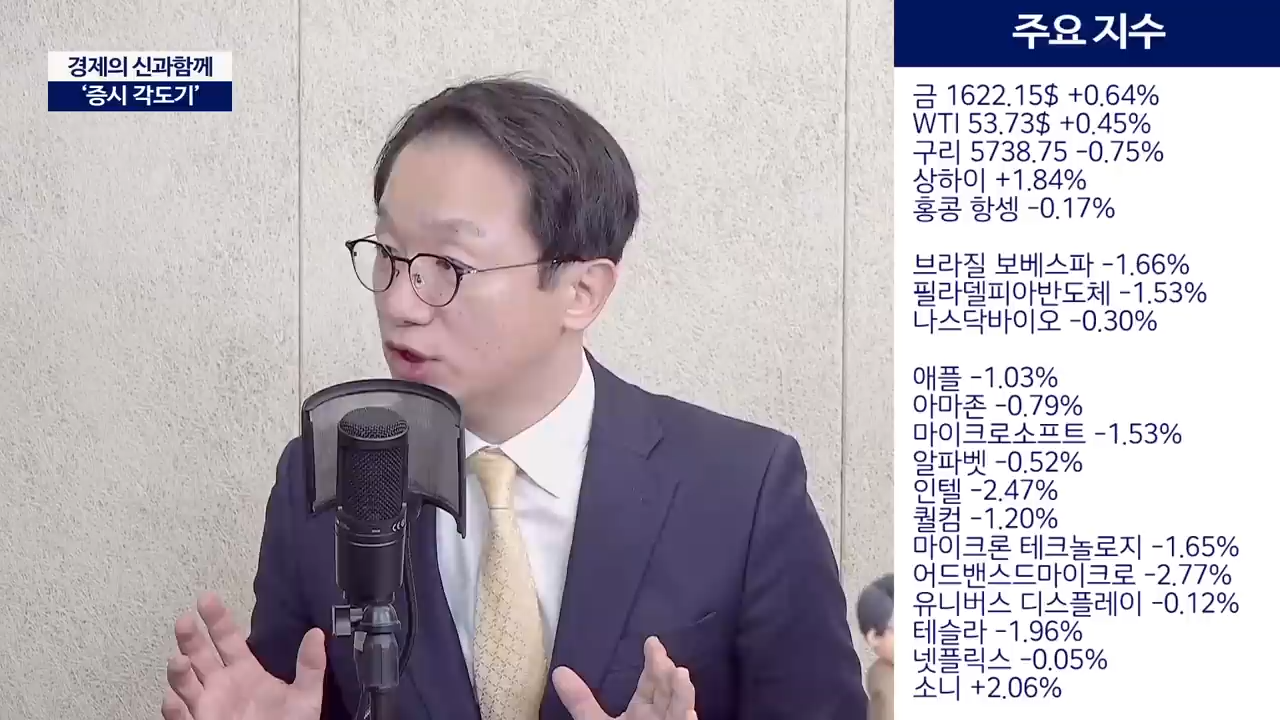 경제의 신과함께
‘증시 각도기’
주요 지수
금 1622.15$ +0.64%
WTI 53.73$ +0.45%
구리 5738.75 -0.75%
상하이 +1.84%
홍콩 항셍 -0.17%
브라질 보베스파 -1.66%
필라델피아반도체 -1.53%
나스닥바이오 -0.30%
애플 -1.03%
아마존 -0.79%
마이크로소프트 -1.53%
알파벳 -0.52%
인텔 -2.47%
퀄컴 -1.20%
마이크론 테크놀로지 -1.65%
어드밴스드마이크로 -2.77%
유니버스 디스플레이 -0.12%
테슬라 -1.96%
넷플릭스 -0.05%
소니 +2.06%